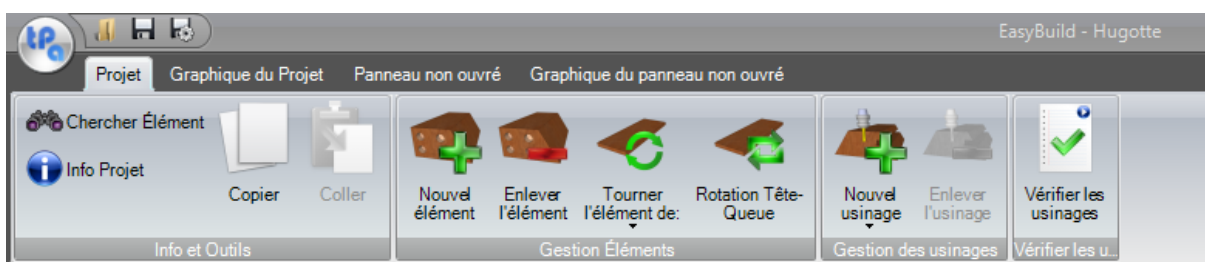 tpa
EasyBuild - Hugotte
Projet Graphique du Projet Panneau non ouvré Graphique du panneau non ouvré
Chercher Élément
Info Projet
Copier
Coller
Info et Outils
Nouvel
élément
Enlever
l'élément
Tourner
l'élément de:
Rotation Tête-
Queue
Gestion Éléments
Nouvel
usinage
Enlever
l'usinage
Gestion des usinages
Vérifier les
usinages
Vérifier les u...